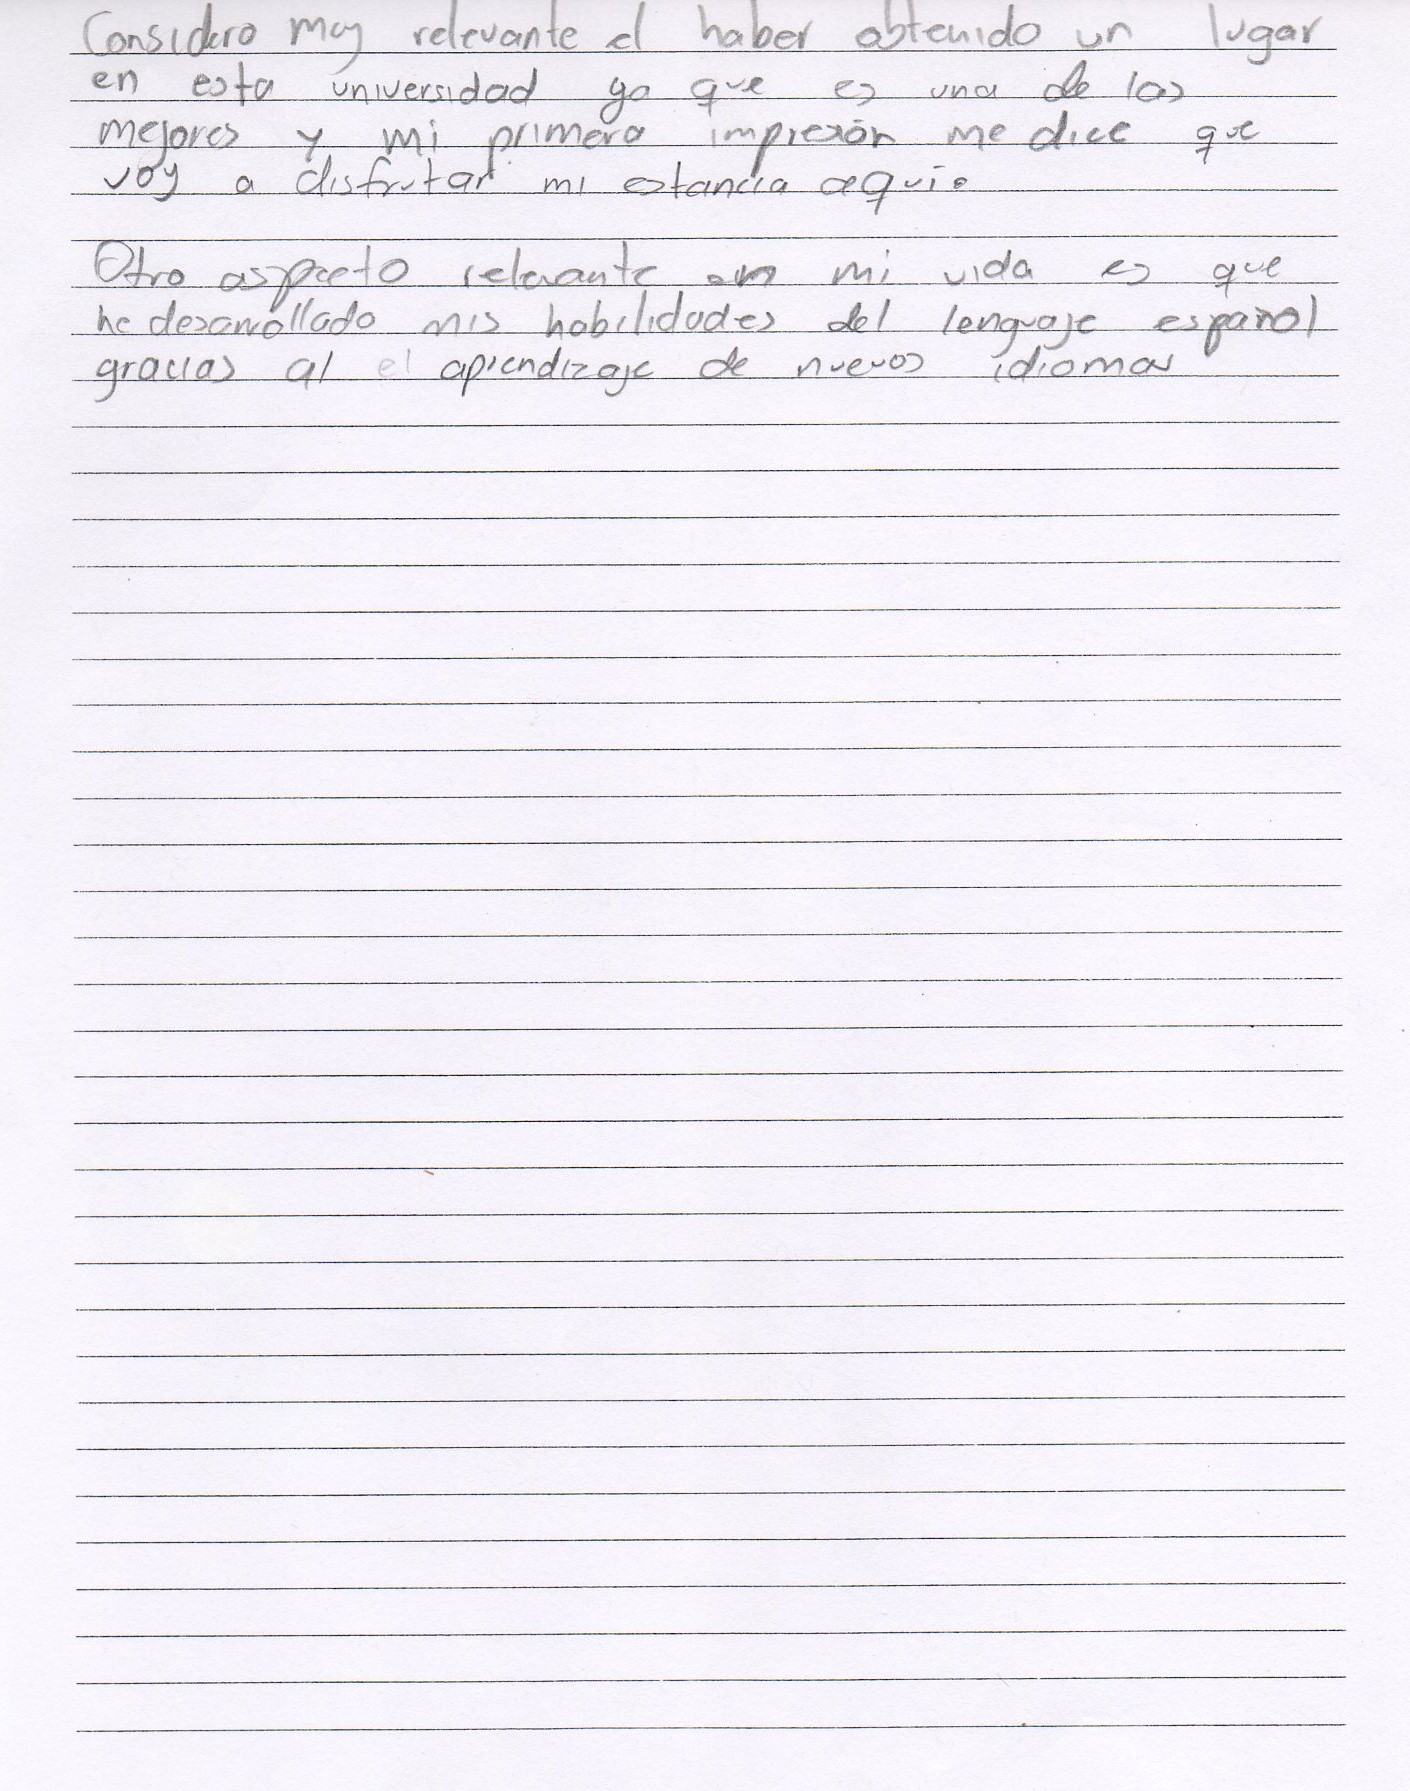 Considero muy relevante el haber obtenido un lugar
en esta universidad ya que es una de las
mejores y mi primera impresión me dice que
voy a disfrutar mi estancia aquí.
Otro aspecto relevante en mi vida es que
he desarrollado mis habilidades del lenguaje español
gracias al el aprendizaje de nuevos idiomas